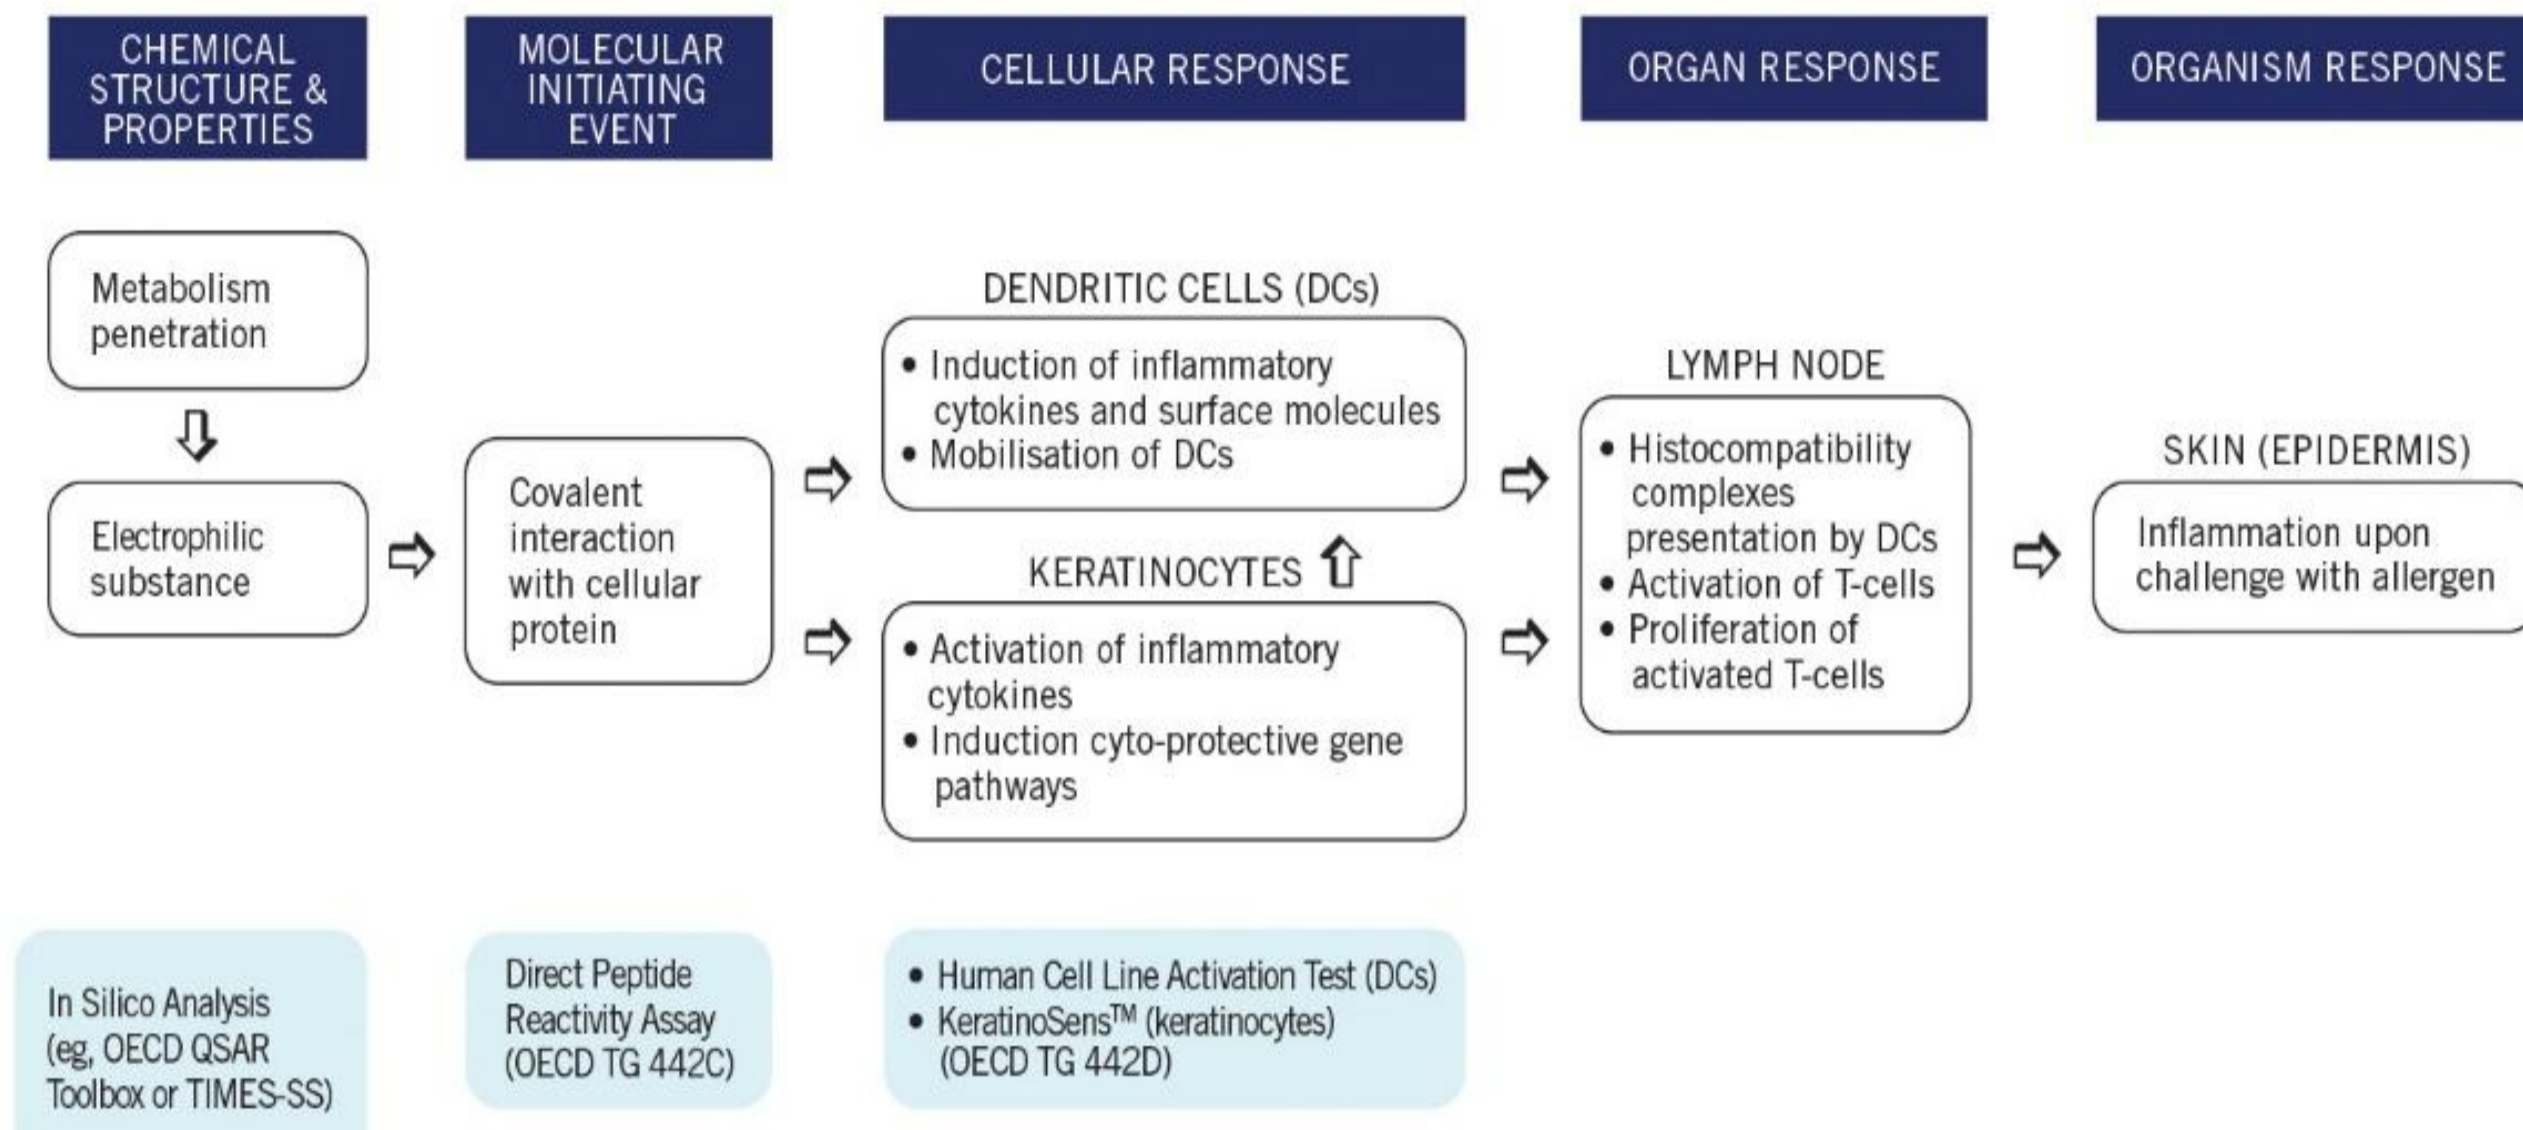 CHEMICAL
STRUCTURE &
PROPERTIES
MOLECULAR
INITIATING
EVENT
CELLULAR RESPONSE
ORGAN RESPONSE
ORGANISM RESPONSE
Metabolism
penetration
Electrophilic
substance
Covalent
interaction
with cellular
protein
DENDRITIC CELLS (DCs)
• Induction of inflammatory
cytokines and surface molecules
• Mobilisation of DCs
KERATINOCYTES
• Activation of inflammatory
cytokines
• Induction cyto-protective gene
pathways
LYMPH NODE
• Histocompatibility
complexes
presentation by DCs
• Activation of T-cells
• Proliferation of
activated T-cells
SKIN (EPIDERMIS)
Inflammation upon
challenge with allergen
In Silico Analysis
(eg, OECD QSAR
Toolbox or TIMES-SS)
Direct Peptide
Reactivity Assay
(OECD TG 442C)
• Human Cell Line Activation Test (DCs)
• KeratinoSens™ (keratinocytes)
(OECD TG 442D)